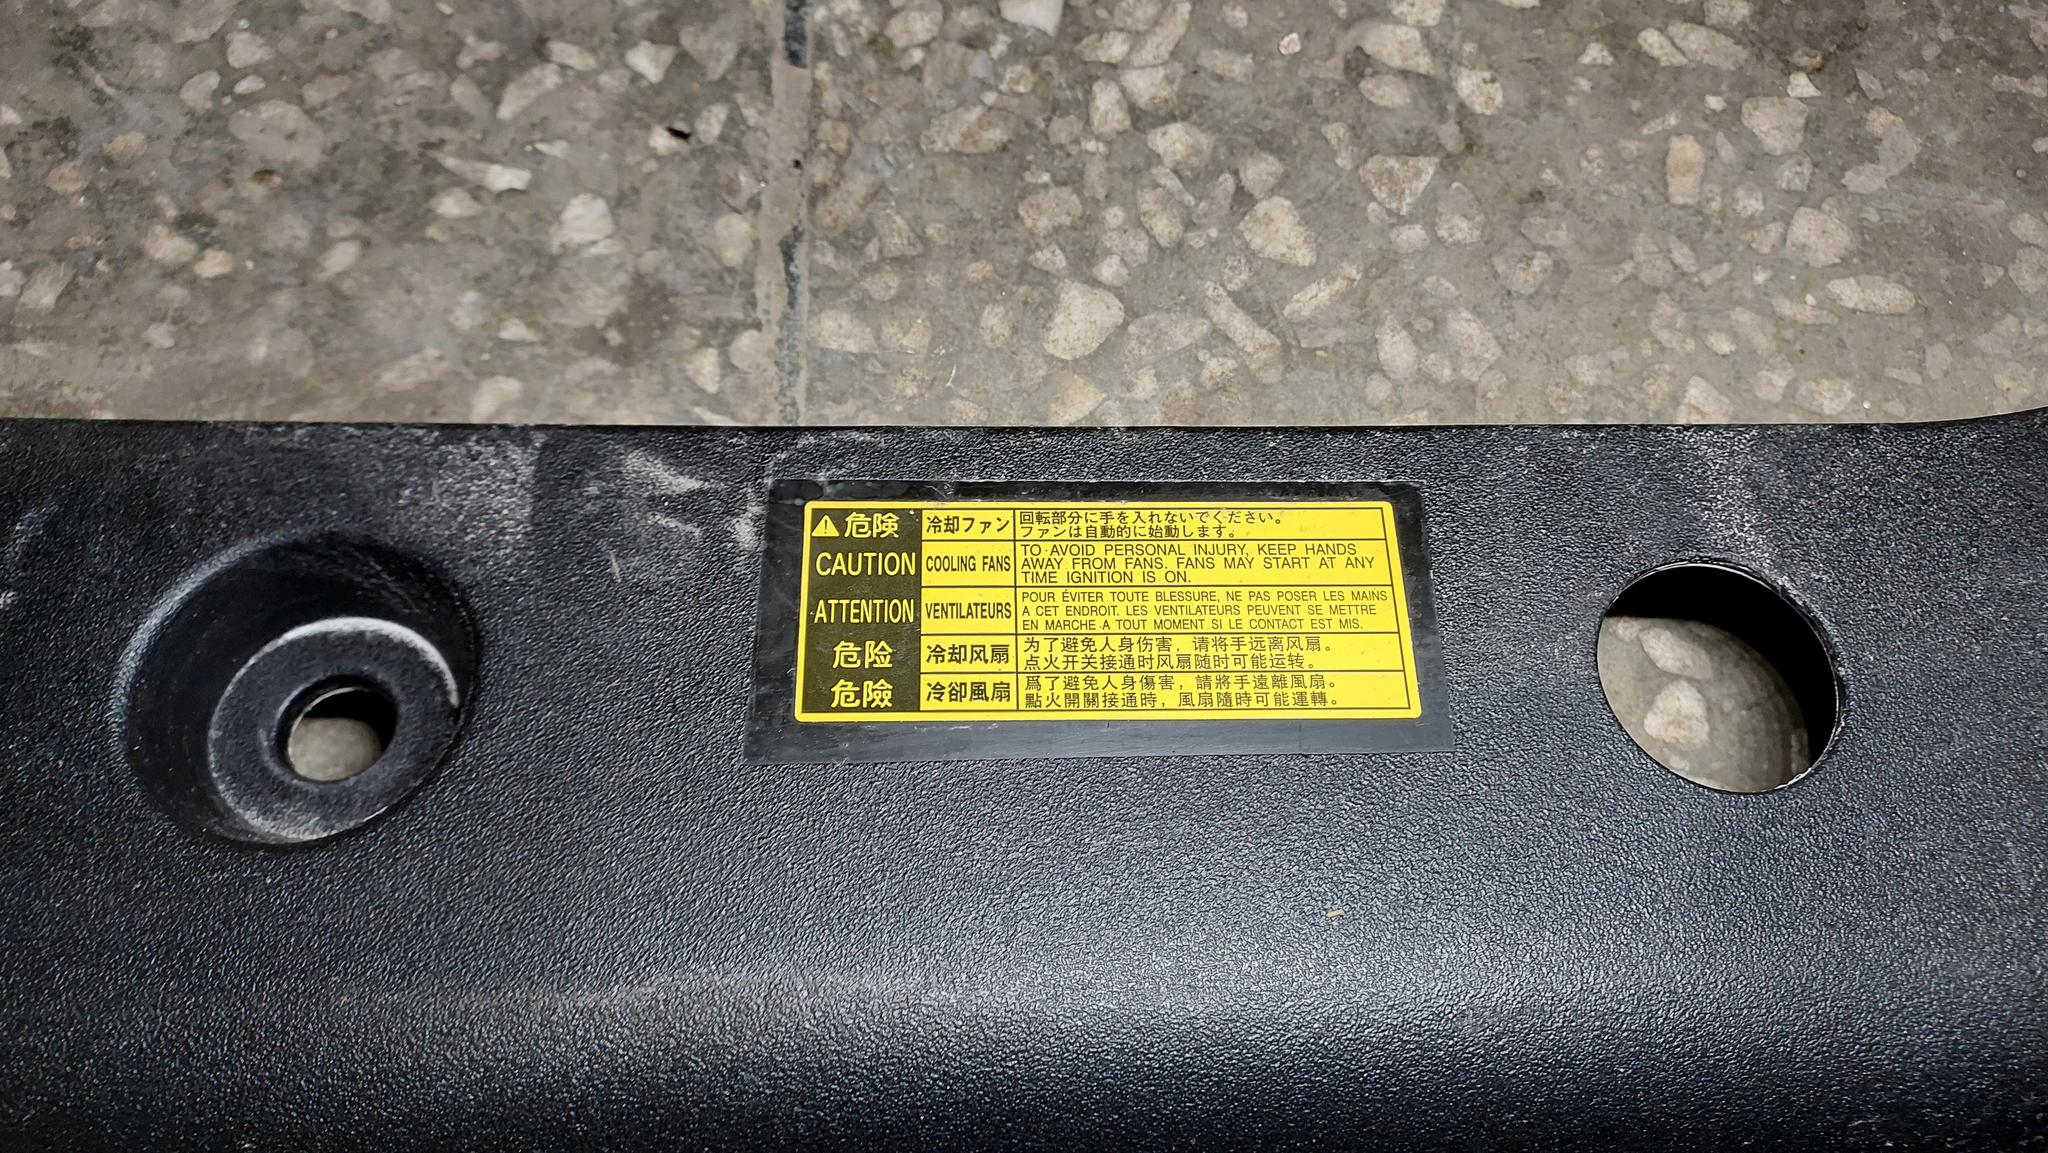 ⚠危険 冷却ファン 回転部分に手を入れないでください。
ファンは自動的に始動します。
CAUTION COOLING FANS TO AVOID PERSONAL INJURY, KEEP HANDS
AWAY FROM FANS. FANS MAY START AT ANY
TIME IGNITION IS ON.
ATTENTION VENTILATEURS POUR ÉVITER TOUTE BLESSURE, NE PAS POSER LES MAINS
A CET ENDROIT. LES VENTILATEURS PEUVENT SE METTRE
EN MARCHE A TOUT MOMENT SI LE CONTACT EST MIS.
危险 冷却风扇 为了避免人身伤害，请将手远离风扇。
点火开关接通时风扇随时可能运转。
危險 冷卻風扇 爲了避免人身傷害，請將手遠離風扇。
點火開關接通時，風扇隨時可能運轉。